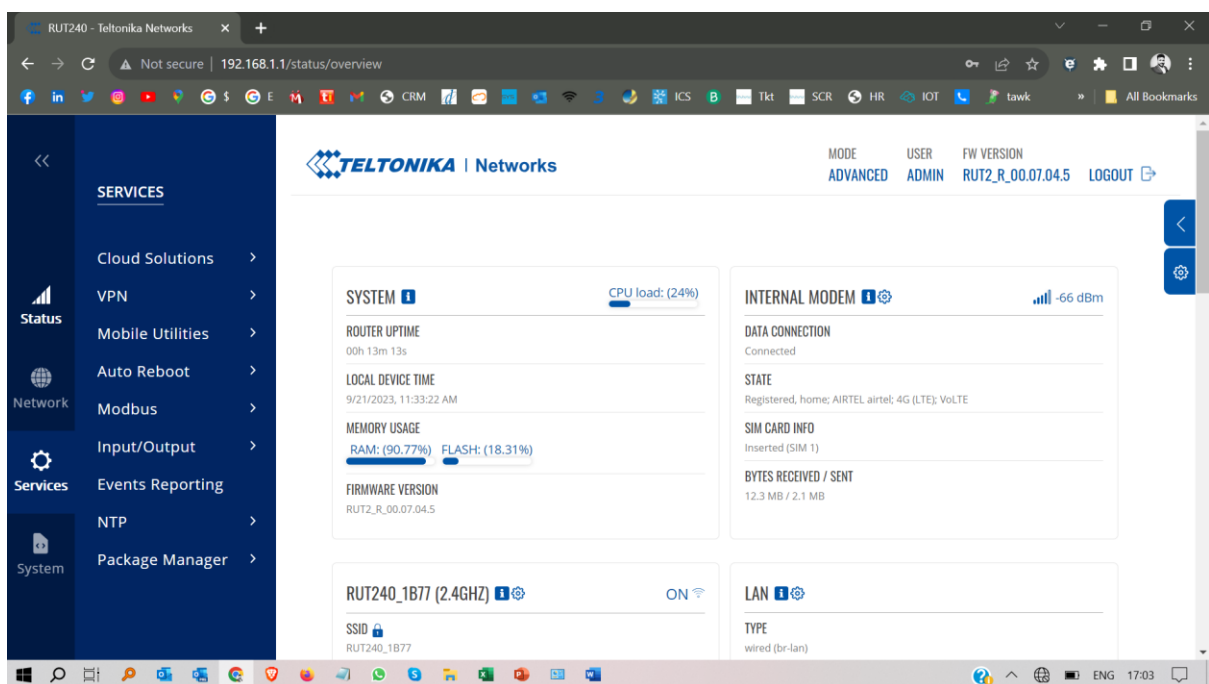 RUT240 - Teltonika Networks
Not secure | 192.168.1.1/status/overview
$ E CRM ICS B Tkt SCR HR IOT tawk » All Bookmarks
SERVICES
Cloud Solutions
VPN
Mobile Utilities
Auto Reboot
Modbus
Input/Output
Events Reporting
NTP
Package Manager
Status
Network
Services
System
TELTONIKA | Networks
MODE USER FW VERSION
ADVANCED ADMIN RUT2_R_00.07.04.5 LOGOUT
SYSTEM CPU load: (24%)
ROUTER UPTIME
00h 13m 13s
LOCAL DEVICE TIME
9/21/2023, 11:33:22 AM
MEMORY USAGE
RAM: (90.77%) FLASH: (18.31%)
FIRMWARE VERSION
RUT2_R_00.07.04.5
INTERNAL MODEM -66 dBm
DATA CONNECTION
Connected
STATE
Registered, home; AIRTEL airtel; 4G (LTE); VoLTE
SIM CARD INFO
Inserted (SIM 1)
BYTES RECEIVED / SENT
12.3 MB / 2.1 MB
RUT240_1B77 (2.4GHZ) ON
SSID
RUT240_1B77
LAN
TYPE
wired (br-lan)
ENG 17:03